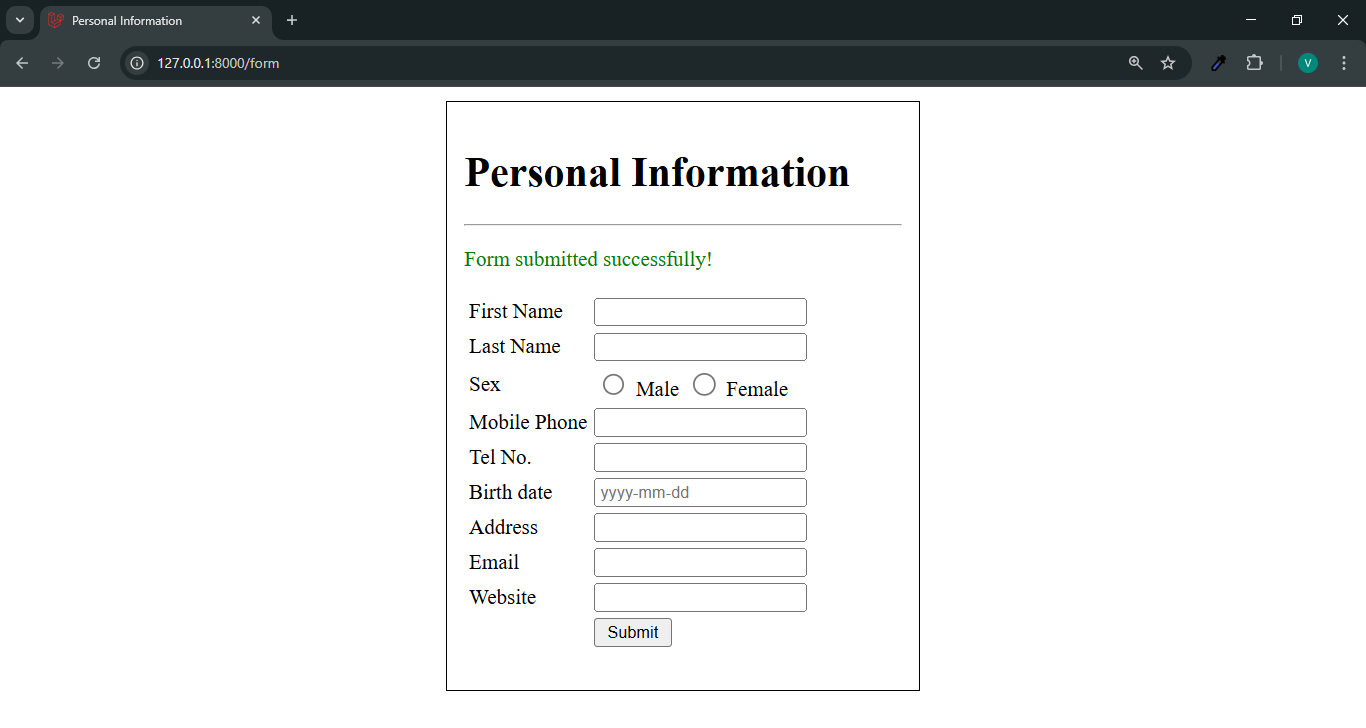 Personal Information
127.0.0.1:8000/form
V
Personal Information
Form submitted successfully!
First Name
Last Name
Sex Male Female
Mobile Phone
Tel No.
Birth date yyyy-mm-dd
Address
Email
Website
Submit